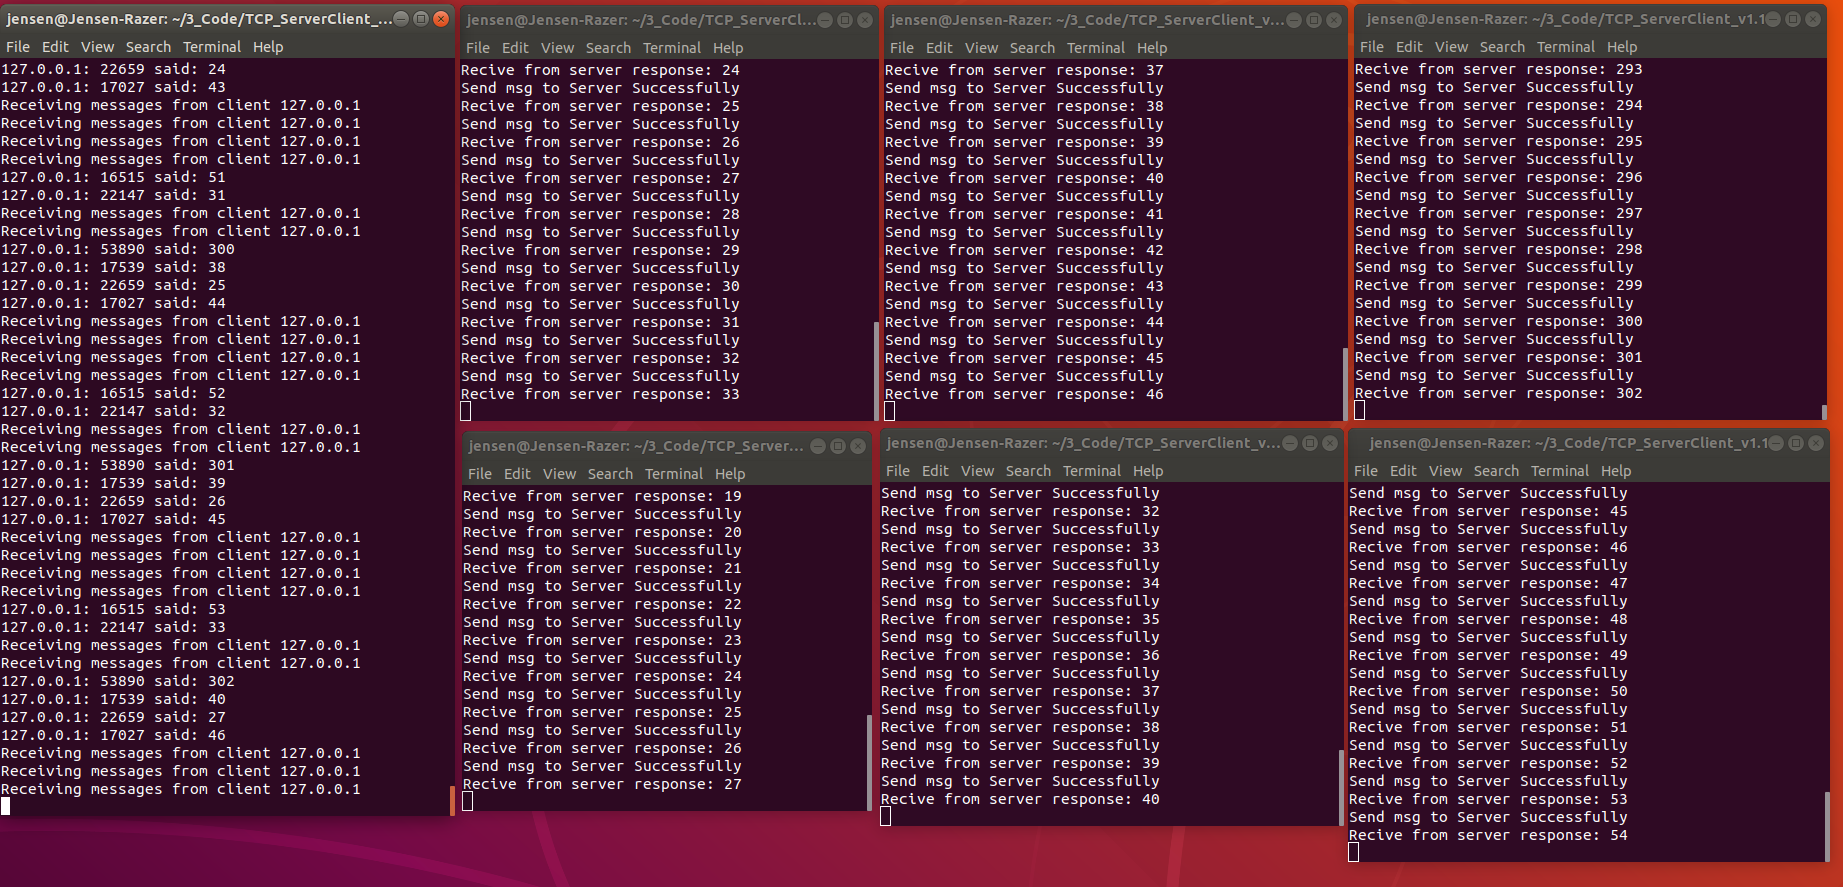 jensen@Jensen-Razer: ~/3_Code/TCP_ServerClient_...
File Edit View Search Terminal Help
127.0.0.1: 22659 said: 24
127.0.0.1: 17027 said: 43
Receiving messages from client 127.0.0.1
Receiving messages from client 127.0.0.1
Receiving messages from client 127.0.0.1
Receiving messages from client 127.0.0.1
127.0.0.1: 16515 said: 51
127.0.0.1: 22147 said: 31
Receiving messages from client 127.0.0.1
Receiving messages from client 127.0.0.1
127.0.0.1: 53890 said: 300
127.0.0.1: 17539 said: 38
127.0.0.1: 22659 said: 25
127.0.0.1: 17027 said: 44
Receiving messages from client 127.0.0.1
Receiving messages from client 127.0.0.1
Receiving messages from client 127.0.0.1
Receiving messages from client 127.0.0.1
127.0.0.1: 16515 said: 52
127.0.0.1: 22147 said: 32
Receiving messages from client 127.0.0.1
Receiving messages from client 127.0.0.1
127.0.0.1: 53890 said: 301
127.0.0.1: 17539 said: 39
127.0.0.1: 22659 said: 26
127.0.0.1: 17027 said: 45
Receiving messages from client 127.0.0.1
Receiving messages from client 127.0.0.1
Receiving messages from client 127.0.0.1
Receiving messages from client 127.0.0.1
127.0.0.1: 16515 said: 53
127.0.0.1: 22147 said: 33
Receiving messages from client 127.0.0.1
Receiving messages from client 127.0.0.1
127.0.0.1: 53890 said: 302
127.0.0.1: 17539 said: 40
127.0.0.1: 22659 said: 27
127.0.0.1: 17027 said: 46
Receiving messages from client 127.0.0.1
Receiving messages from client 127.0.0.1
Receiving messages from client 127.0.0.1
jensen@Jensen-Razer: ~/3_Code/TCP_ServerCl...
File Edit View Search Terminal Help
Recive from server response: 24
Send msg to Server Successfully
Recive from server response: 25
Send msg to Server Successfully
Recive from server response: 26
Send msg to Server Successfully
Recive from server response: 27
Send msg to Server Successfully
Recive from server response: 28
Send msg to Server Successfully
Recive from server response: 29
Send msg to Server Successfully
Recive from server response: 30
Send msg to Server Successfully
Recive from server response: 31
Send msg to Server Successfully
Recive from server response: 32
Send msg to Server Successfully
Recive from server response: 33
jensen@Jensen-Razer: ~/3_Code/TCP_ServerClient_v...
File Edit View Search Terminal Help
Recive from server response: 37
Send msg to Server Successfully
Recive from server response: 38
Send msg to Server Successfully
Recive from server response: 39
Send msg to Server Successfully
Recive from server response: 40
Send msg to Server Successfully
Recive from server response: 41
Send msg to Server Successfully
Recive from server response: 42
Send msg to Server Successfully
Recive from server response: 43
Send msg to Server Successfully
Recive from server response: 44
Send msg to Server Successfully
Recive from server response: 45
Send msg to Server Successfully
Recive from server response: 46
jensen@Jensen-Razer: ~/3_Code/TCP_ServerClient_v1.1
File Edit View Search Terminal Help
Recive from server response: 293
Send msg to Server Successfully
Recive from server response: 294
Send msg to Server Successfully
Recive from server response: 295
Send msg to Server Successfully
Recive from server response: 296
Send msg to Server Successfully
Recive from server response: 297
Send msg to Server Successfully
Recive from server response: 298
Send msg to Server Successfully
Recive from server response: 299
Send msg to Server Successfully
Recive from server response: 300
Send msg to Server Successfully
Recive from server response: 301
Send msg to Server Successfully
Recive from server response: 302
jensen@Jensen-Razer: ~/3_Code/TCP_Server...
File Edit View Search Terminal Help
Recive from server response: 19
Send msg to Server Successfully
Recive from server response: 20
Send msg to Server Successfully
Recive from server response: 21
Send msg to Server Successfully
Recive from server response: 22
Send msg to Server Successfully
Recive from server response: 23
Send msg to Server Successfully
Recive from server response: 24
Send msg to Server Successfully
Recive from server response: 25
Send msg to Server Successfully
Recive from server response: 26
Send msg to Server Successfully
Recive from server response: 27
jensen@Jensen-Razer: ~/3_Code/TCP_ServerClient_v...
File Edit View Search Terminal Help
Send msg to Server Successfully
Recive from server response: 32
Send msg to Server Successfully
Recive from server response: 33
Send msg to Server Successfully
Recive from server response: 34
Send msg to Server Successfully
Recive from server response: 35
Send msg to Server Successfully
Recive from server response: 36
Send msg to Server Successfully
Recive from server response: 37
Send msg to Server Successfully
Recive from server response: 38
Send msg to Server Successfully
Recive from server response: 39
Send msg to Server Successfully
Recive from server response: 40
jensen@Jensen-Razer: ~/3_Code/TCP_ServerClient_v1.1
File Edit View Search Terminal Help
Send msg to Server Successfully
Recive from server response: 45
Send msg to Server Successfully
Recive from server response: 46
Send msg to Server Successfully
Recive from server response: 47
Send msg to Server Successfully
Recive from server response: 48
Send msg to Server Successfully
Recive from server response: 49
Send msg to Server Successfully
Recive from server response: 50
Send msg to Server Successfully
Recive from server response: 51
Send msg to Server Successfully
Recive from server response: 52
Send msg to Server Successfully
Recive from server response: 53
Send msg to Server Successfully
Recive from server response: 54